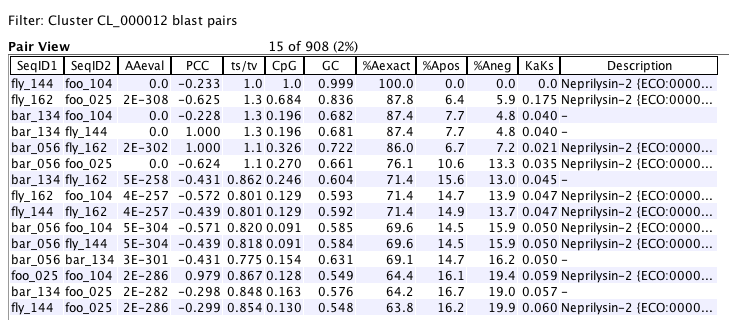 Filter: Cluster CL_000012 blast pairs
Pair View 15 of 908 (2%)
SeqID1 SeqID2 AAeval PCC ts/tv CpG GC %Aexact %Apos %Aneg KaKs Description
fly_144 foo_104 0.0 -0.233 1.0 1.0 0.999 100.0 0.0 0.0 0.0 Neprilysin-2 {ECO:0000...
fly_162 foo_025 2E-308 -0.625 1.3 0.684 0.836 87.8 6.4 5.9 0.175 Neprilysin-2 {ECO:0000...
bar_134 foo_104 0.0 -0.228 1.3 0.196 0.682 87.4 7.7 4.8 0.040 -
bar_134 fly_144 0.0 1.000 1.3 0.196 0.681 87.4 7.7 4.8 0.040 -
bar_056 fly_162 2E-302 1.000 1.1 0.326 0.722 86.0 6.7 7.2 0.021 Neprilysin-2 {ECO:0000...
bar_056 foo_025 0.0 -0.624 1.1 0.270 0.661 76.1 10.6 13.3 0.035 Neprilysin-2 {ECO:0000...
bar_134 fly_162 5E-258 -0.431 0.862 0.246 0.604 71.4 15.6 13.0 0.045 -
fly_162 foo_104 4E-257 -0.572 0.801 0.129 0.593 71.4 14.7 13.9 0.047 Neprilysin-2 {ECO:0000...
fly_144 fly_162 4E-257 -0.439 0.801 0.129 0.592 71.4 14.9 13.7 0.047 Neprilysin-2 {ECO:0000...
bar_056 foo_104 5E-304 -0.571 0.820 0.091 0.585 69.6 14.5 15.9 0.050 Neprilysin-2 {ECO:0000...
bar_056 fly_144 5E-304 -0.439 0.818 0.091 0.584 69.6 14.5 15.9 0.050 Neprilysin-2 {ECO:0000...
bar_056 bar_134 3E-301 -0.431 0.775 0.154 0.631 69.1 14.7 16.2 0.050 -
foo_025 foo_104 2E-286 0.979 0.867 0.128 0.549 64.4 16.1 19.4 0.059 Neprilysin-2 {ECO:0000...
bar_134 foo_025 2E-282 -0.298 0.848 0.163 0.576 64.2 16.7 19.0 0.057 -
fly_144 foo_025 2E-286 -0.299 0.854 0.130 0.548 63.8 16.2 19.9 0.060 Neprilysin-2 {ECO:0000...